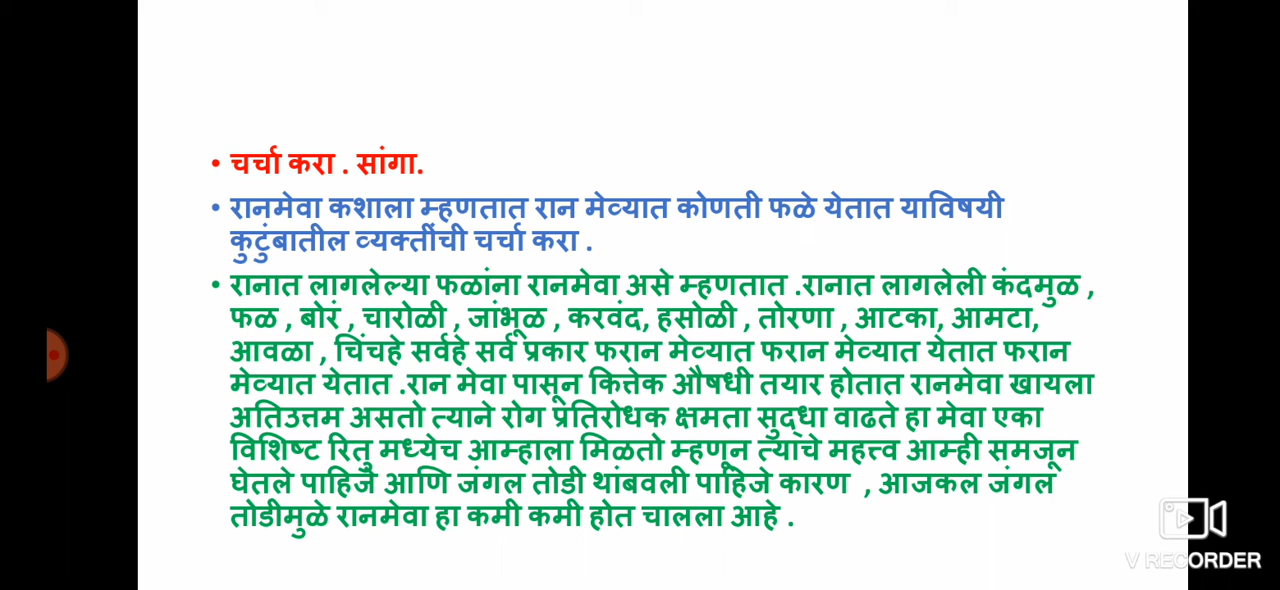 • चर्चा करा . सांगा.
• रानमेवा कशाला म्हणतात रान मेव्यात कोणती फळे येतात याविषयी
कुटुंबातील व्यक्तींची चर्चा करा .
• रानात लागलेल्या फळांना रानमेवा असे म्हणतात .रानात लागलेली कंदमुळ ,
फळ , बोरं , चारोळी , जांभूळ , करवंद, हसोळी , तोरणा , आटका, आमटा,
आवळा , चिंचहे सर्वहे सर्व प्रकार फरान मेव्यात फरान मेव्यात येतात फरान
मेव्यात येतात .रान मेवा पासून कित्तेक औषधी तयार होतात रानमेवा खायला
अतिउत्तम असतो त्याने रोग प्रतिरोधक क्षमता सुद्धा वाढते हा मेवा एका
विशिष्ट रितु मध्येच आम्हाला मिळतो म्हणून त्याचे महत्त्व आम्ही समजून
घेतले पाहिजे आणि जंगल तोडी थांबवली पाहिजे कारण , आजकल जंगल
तोडीमुळे रानमेवा हा कमी कमी होत चालला आहे .
V RECORDER